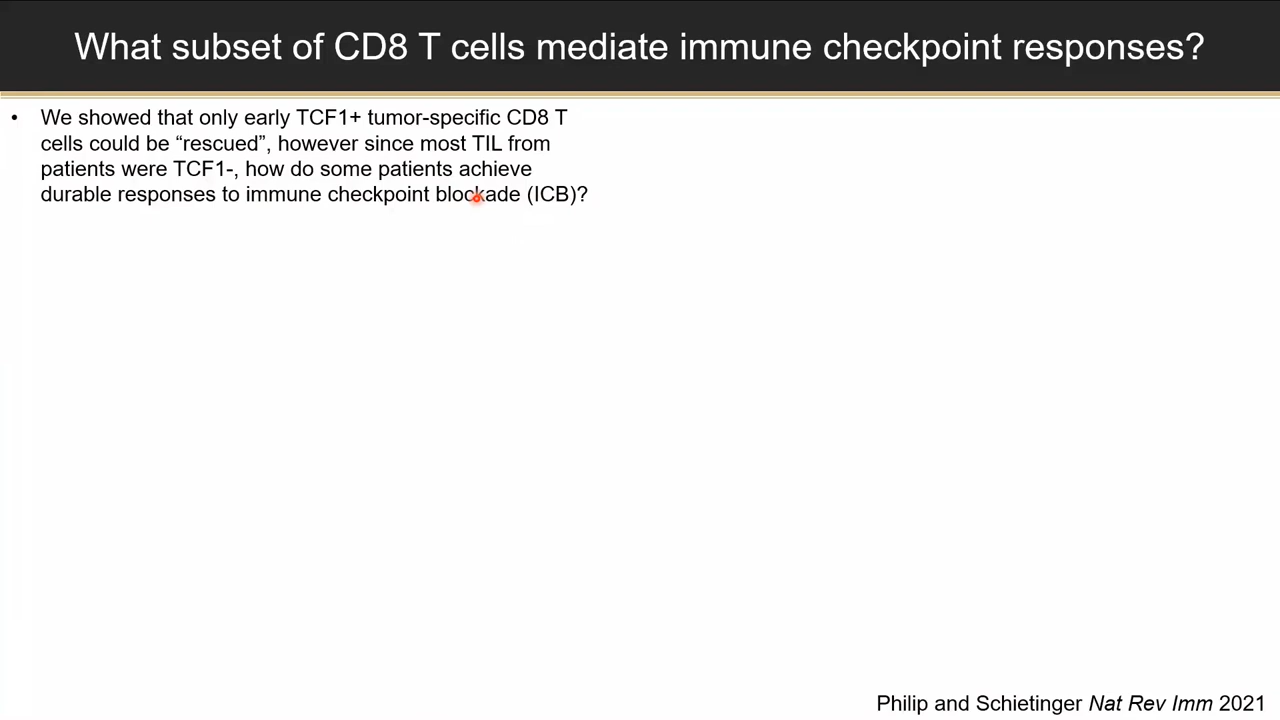 What subset of CD8 T cells mediate immune checkpoint responses?
• We showed that only early TCF1+ tumor-specific CD8 T
cells could be “rescued”, however since most TIL from
patients were TCF1-, how do some patients achieve
durable responses to immune checkpoint blockade (ICB)?
Philip and Schietinger Nat Rev Imm 2021